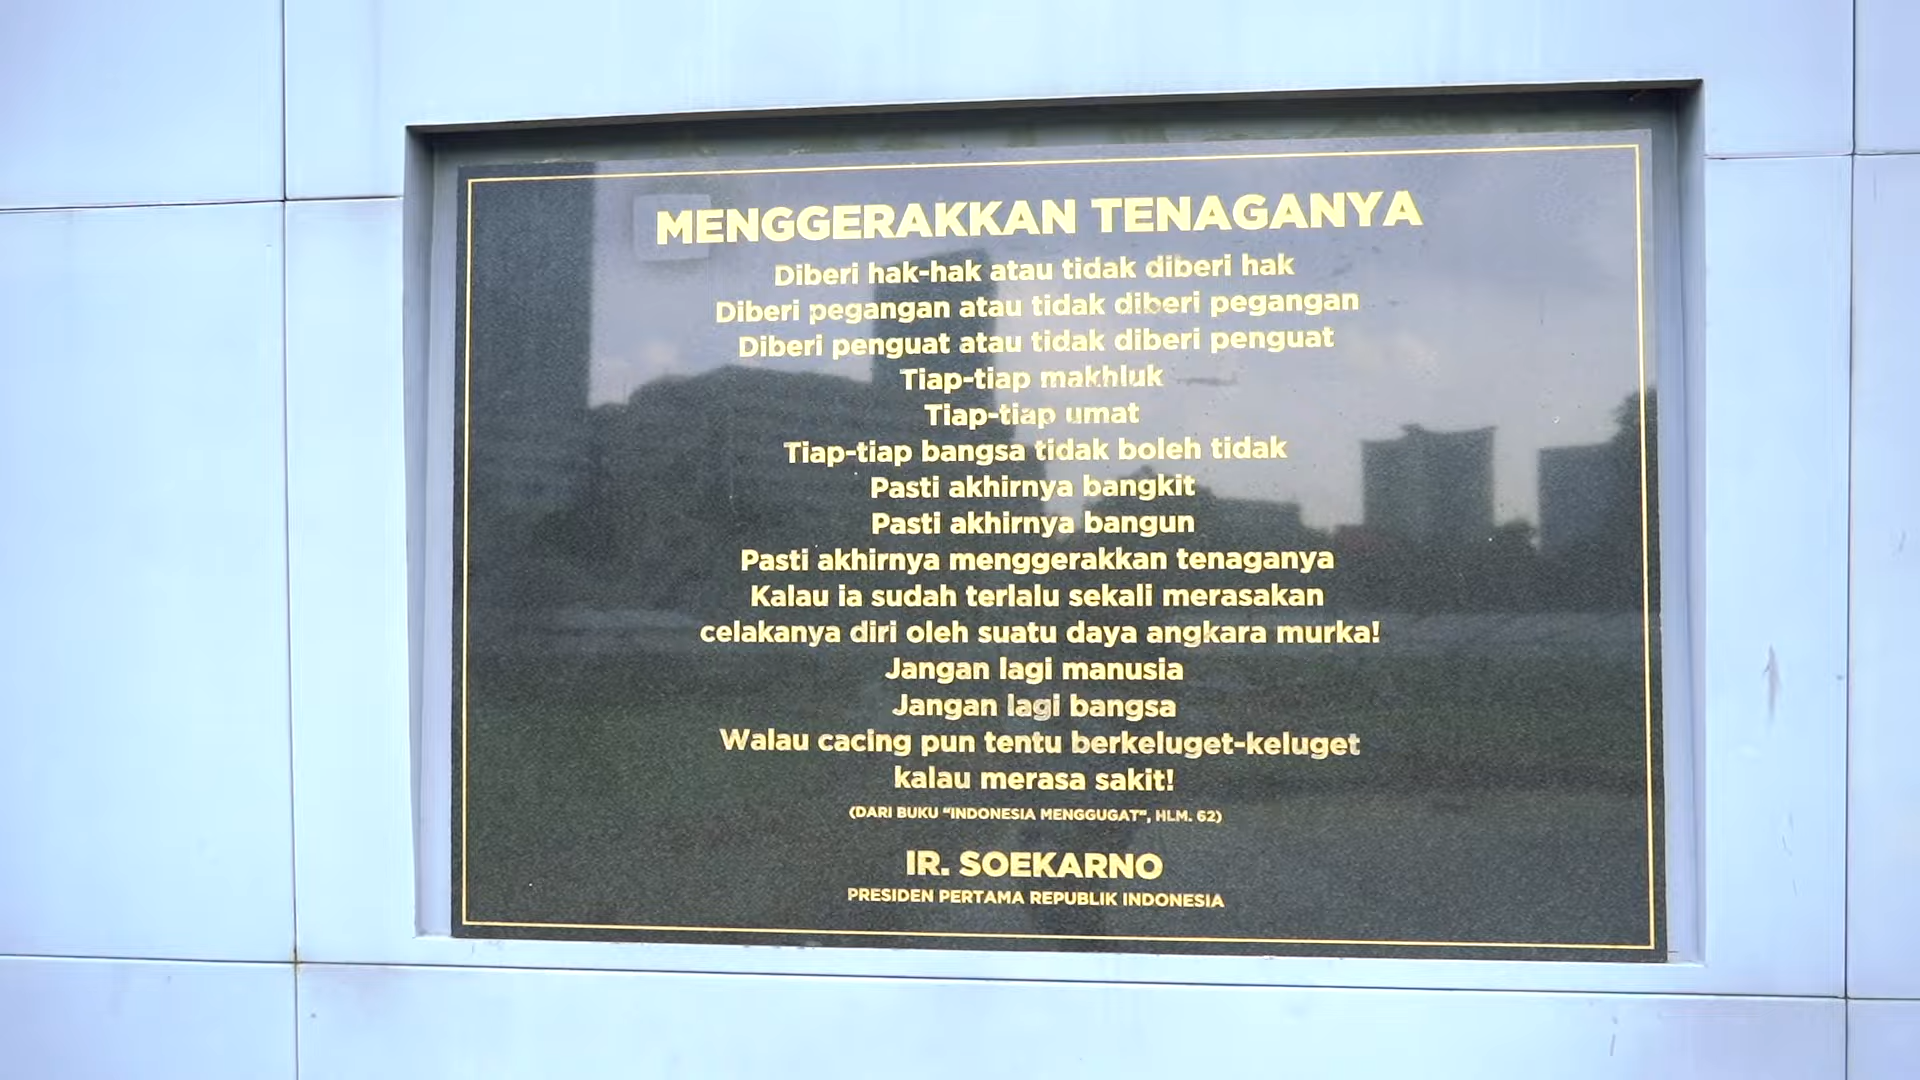 MENGGERAKKAN TENAGANYA
Diberi hak-hak atau tidak diberi hak
Diberi pegangan atau tidak diberi pegangan
Diberi penguat atau tidak diberi penguat
Tiap-tiap makhluk
Tiap-tiap umat
Tiap-tiap bangsa tidak boleh tidak
Pasti akhirnya bangkit
Pasti akhirnya bangun
Pasti akhirnya menggerakkan tenaganya
Kalau ia sudah terlalu sekali merasakan
celakanya diri oleh suatu daya angkara murka!
Jangan lagi manusia
Jangan lagi bangsa
Walau cacing pun tentu berkeluget-keluget
kalau merasa sakit!
(DARI BUKU "INDONESIA MENGGUGAT", HLM. 62)
IR. SOEKARNO
PRESIDEN PERTAMA REPUBLIK INDONESIA